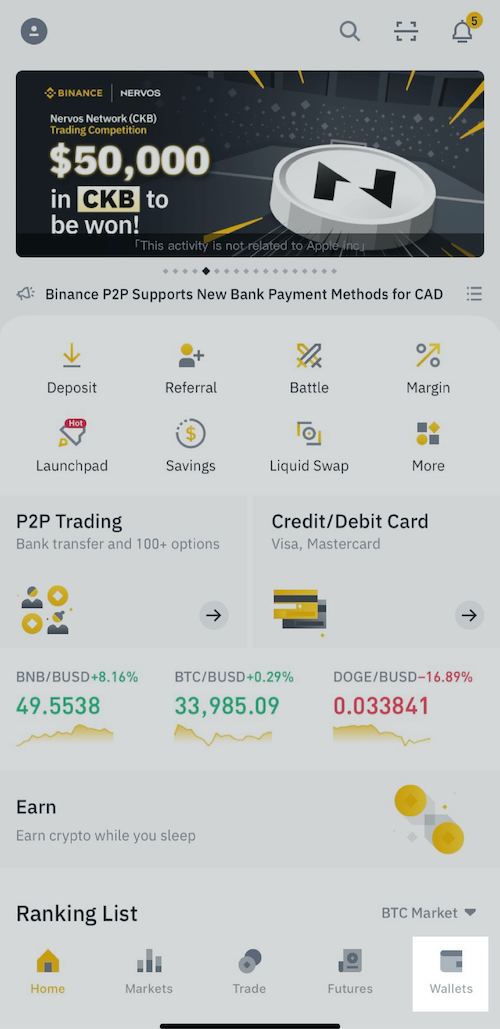 5
BINANCE | NERVOS
Nervos Network (CKB)
Trading Competition
$50,000
in CKB to
be won!
「This activity is not related to Apple Inc」
Binance P2P Supports New Bank Payment Methods for CAD
Deposit Referral Battle Margin
Hot
Launchpad Savings Liquid Swap More
P2P Trading
Bank transfer and 100+ options
Credit/Debit Card
Visa, Mastercard
BNB/BUSD+8.16% BTC/BUSD+0.29% DOGE/BUSD−16.89%
49.5538 33,985.09 0.033841
Earn
Earn crypto while you sleep
Ranking List BTC Market
Home Markets Trade Futures Wallets